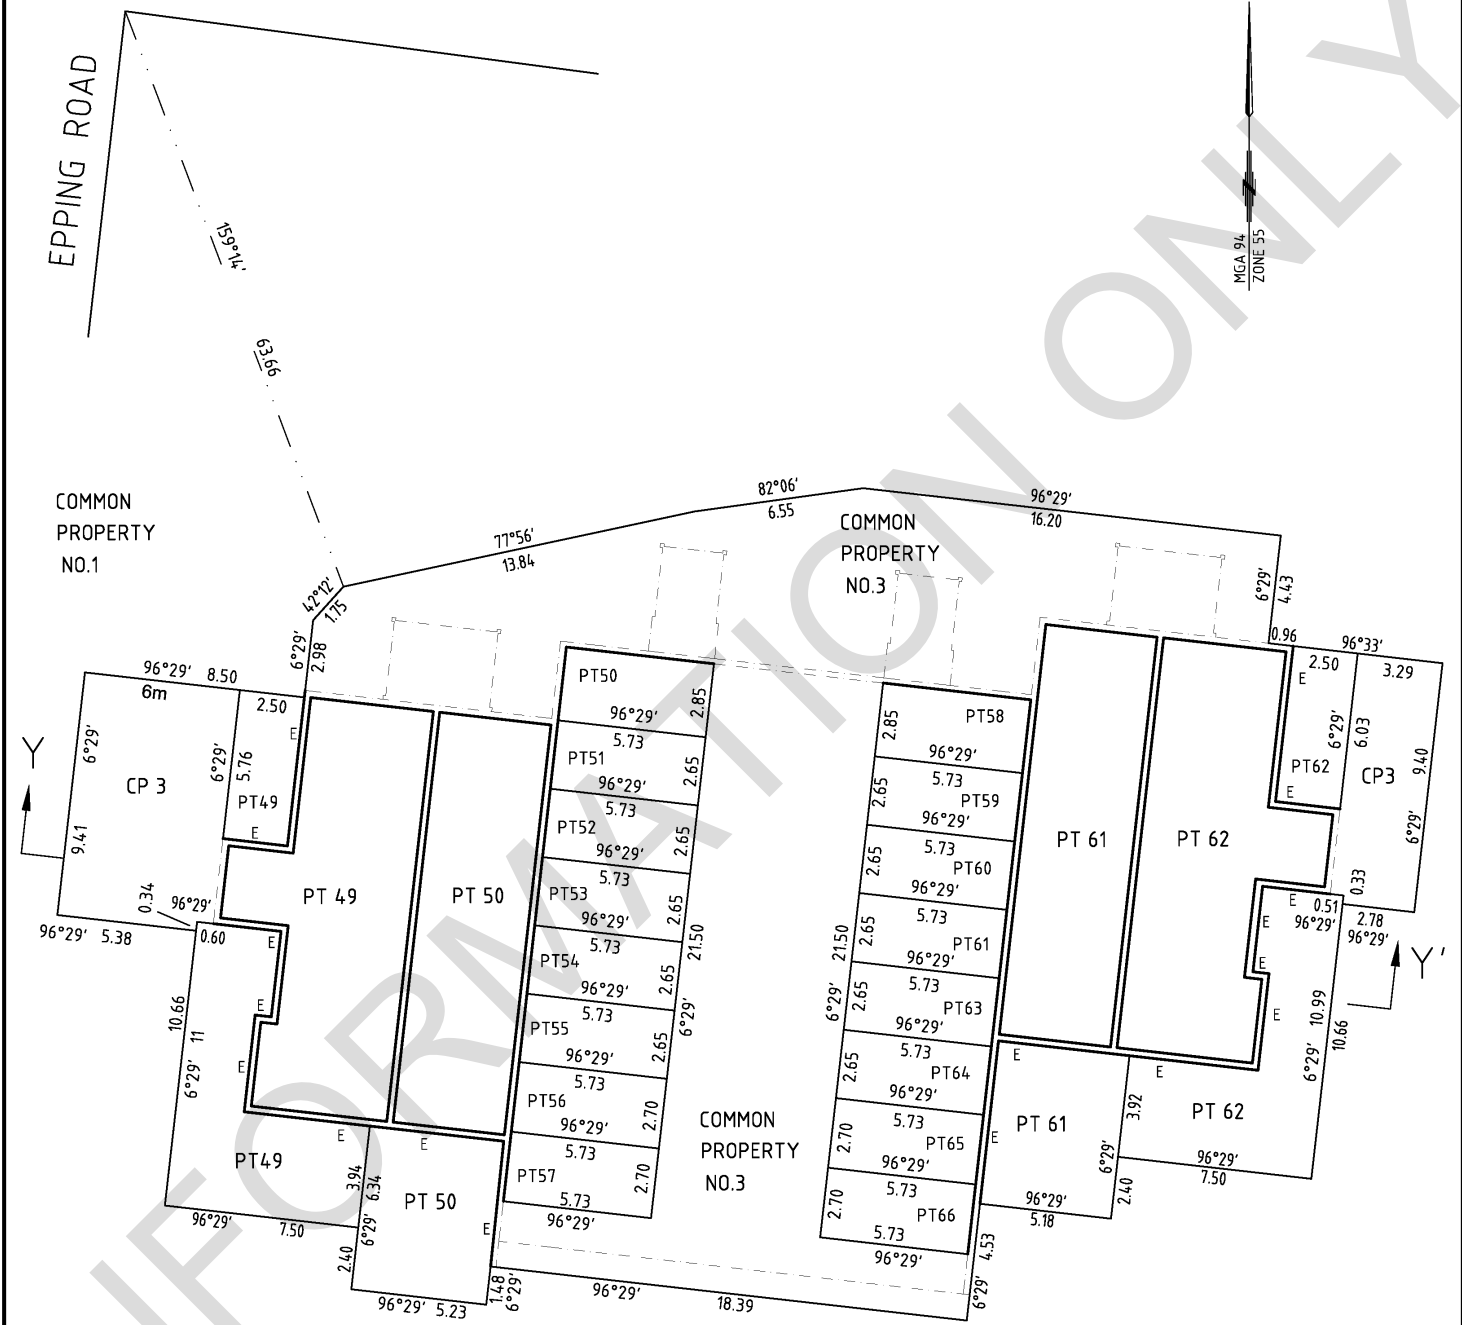 EPPING ROAD
159°14'
63.66
MGA 94
ZONE 55
N
INFORMATION ONLY
COMMON
PROPERTY
NO.1
42°12'
1.75
77°56'
13.84
82°06'
6.55
96°29'
16.20
COMMON
PROPERTY
NO.3
6°29'
4.43
6°29'
2.98
0.96
96°33'
2.50
3.29
96°29' 8.50
6m
2.50
E
6°29'
CP 3
9.41
6°29'
5.76
PT49
E
Y
0.34
96°29'
96°29' 5.38
0.60
E
E
E
10.66
11
6°29'
PT 49
PT 50
PT50
2.85
96°29'
5.73
PT51
2.65
96°29'
5.73
PT52
2.65
96°29'
5.73
PT53
2.65
96°29'
5.73
PT54
2.65
96°29'
5.73
PT55
2.65
96°29'
5.73
PT56
2.70
96°29'
5.73
PT57
2.70
5.73
96°29'
21.50
6°29'
E
E
PT49
96°29'
7.50
3.94
6.34
6°29'
2.40
PT 50
E
96°29' 5.23
1.48
6°29'
96°29'
18.39
COMMON
PROPERTY
NO.3
PT58
2.85
96°29'
5.73
PT59
2.65
96°29'
5.73
PT60
2.65
96°29'
5.73
PT61
2.65
96°29'
5.73
PT63
2.65
96°29'
5.73
PT64
2.65
96°29'
5.73
PT65
2.70
96°29'
5.73
PT66
2.70
5.73
96°29'
21.50
6°29'
4.53
6°29'
PT 61
PT 62
E
6°29'
6.03
PT62
E
CP3
9.40
6°29'
0.33
E
0.51
96°29'
2.78
96°29'
E
E
E
Y'
10.99
10.66
6°29'
E
E
E
PT 61
PT 62
3.92
6°29'
2.40
96°29'
7.50
96°29'
5.18